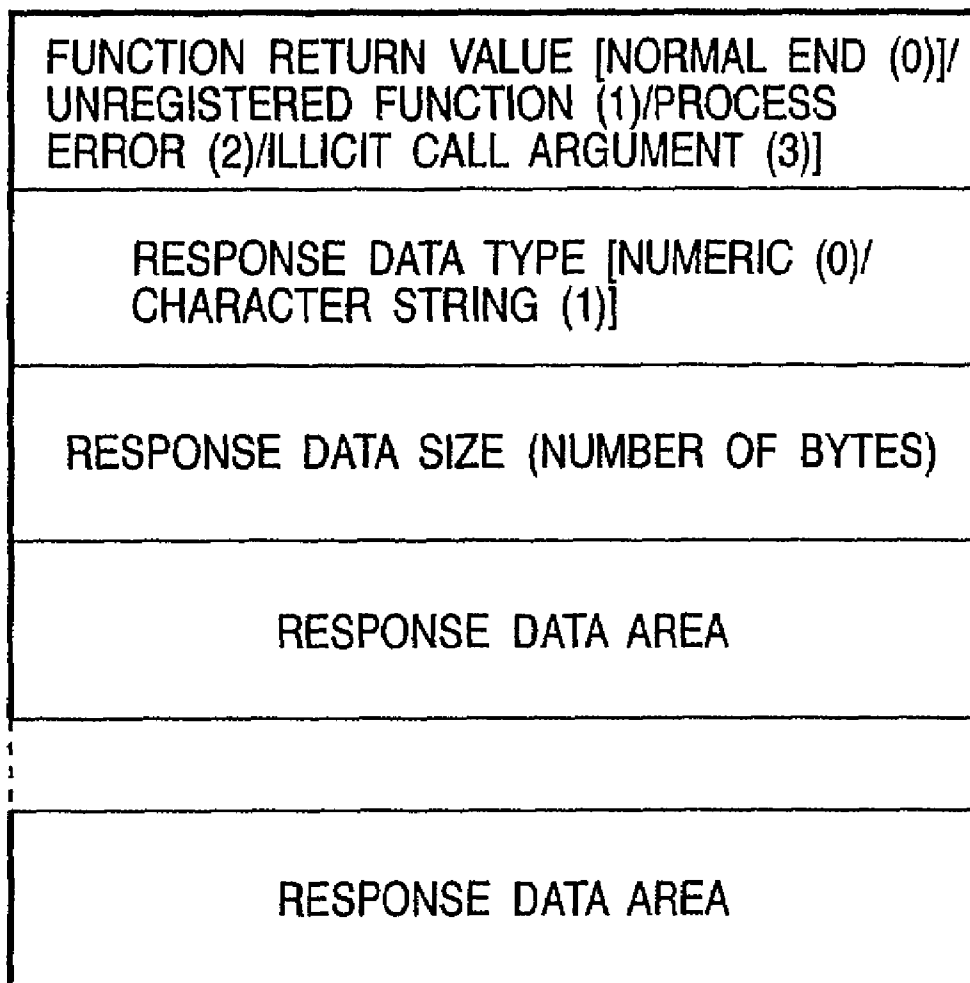 FUNCTION RETURN VALUE [NORMAL END (0)]/
UNREGISTERED FUNCTION (1)/PROCESS
ERROR (2)/ILLICIT CALL ARGUMENT (3)]
RESPONSE DATA TYPE [NUMERIC (0)/
CHARACTER STRING (1)]
RESPONSE DATA SIZE (NUMBER OF BYTES)
RESPONSE DATA AREA
RESPONSE DATA AREA